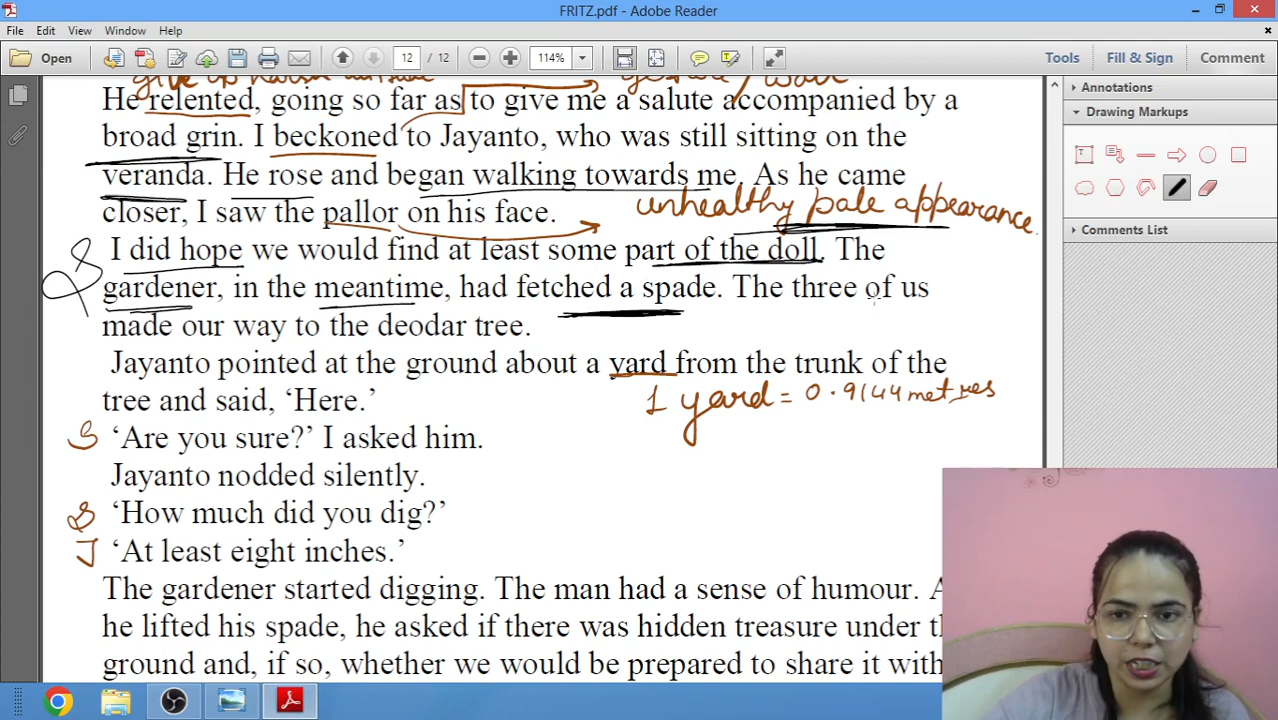 FRITZ.pdf - Adobe Reader
File Edit View Window Help
Open 12 / 12 114% Tools Fill & Sign Comment
Annotations
Drawing Markups
Comments List
He relented, going so far as to give me a salute accompanied by a
broad grin. I beckoned to Jayanto, who was still sitting on the
veranda. He rose and began walking towards me. As he came
closer, I saw the pallor on his face.
unhealthy pale appearance.
I did hope we would find at least some part of the doll. The
gardener, in the meantime, had fetched a spade. The three of us
made our way to the deodar tree.
Jayanto pointed at the ground about a yard from the trunk of the
tree and said, ‘Here.’
1 yard = 0.9144 metres
S ‘Are you sure?’ I asked him.
Jayanto nodded silently.
S ‘How much did you dig?’
J ‘At least eight inches.’
The gardener started digging. The man had a sense of humour.
he lifted his spade, he asked if there was hidden treasure under
ground and, if so, whether we would be prepared to share it with